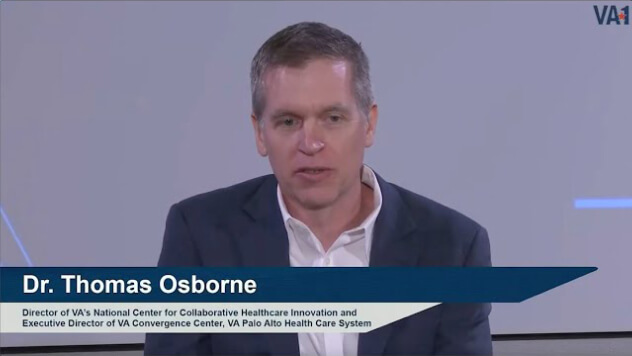 VA1
Dr. Thomas Osborne
Director of VA's National Center for Collaborative Healthcare Innovation and
Executive Director of VA Convergence Center, VA Palo Alto Health Care System